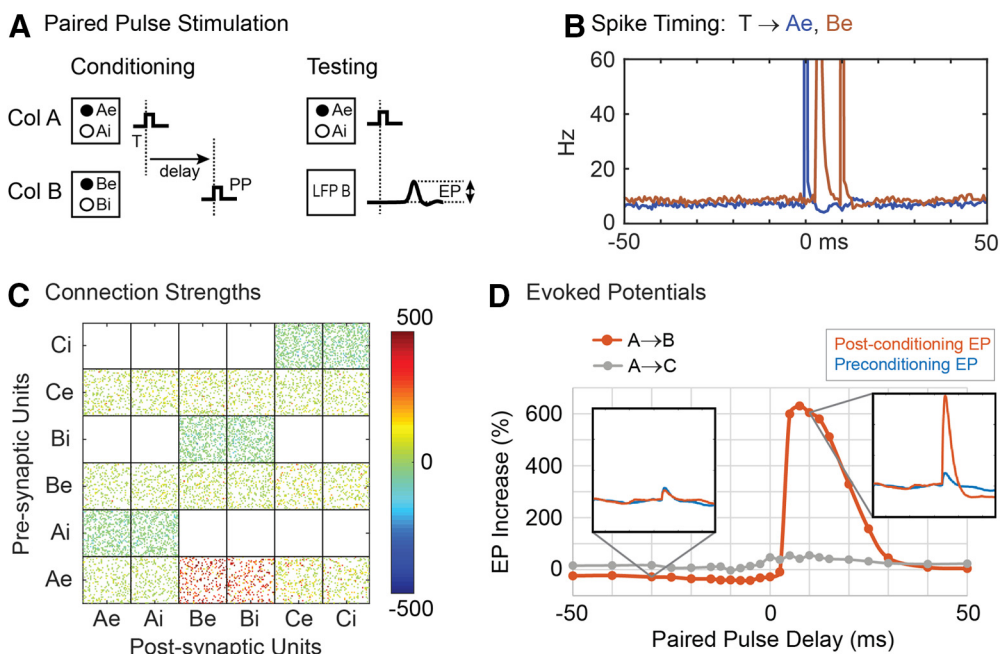 A Paired Pulse Stimulation
Conditioning
Testing
Col A
Ae
Ai
T
delay
Col B
Be
Bi
PP
Ae
Ai
LFP B
EP
B Spike Timing: T → Ae, Be
Hz
60
40
20
0
-50
0 ms
50
C Connection Strengths
Pre-synaptic Units
Ci
Ce
Bi
Be
Ai
Ae
Ae Ai Be Bi Ce Ci
Post-synaptic Units
500
0
-500
D Evoked Potentials
A→B
A→C
Post-conditioning EP
Preconditioning EP
EP Increase (%)
600
400
200
0
-50
0
50
Paired Pulse Delay (ms)